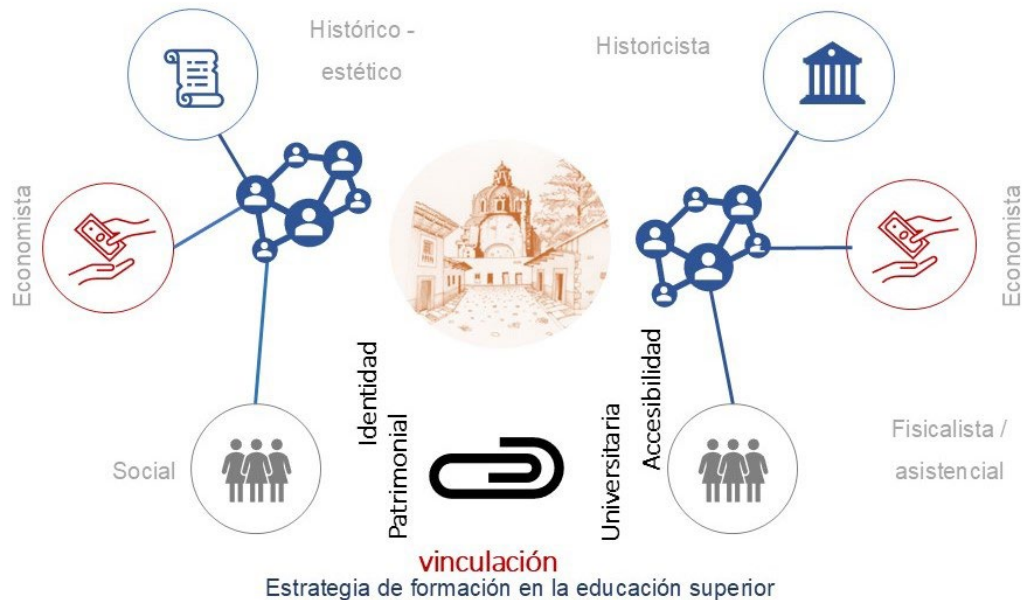 Histórico -
estético
Historicista
Economista
Economista
Identidad
Patrimonial
Universitaria
Accesibilidad
Social
Fisicalista /
asistencial
vinculación
Estrategia de formación en la educación superior